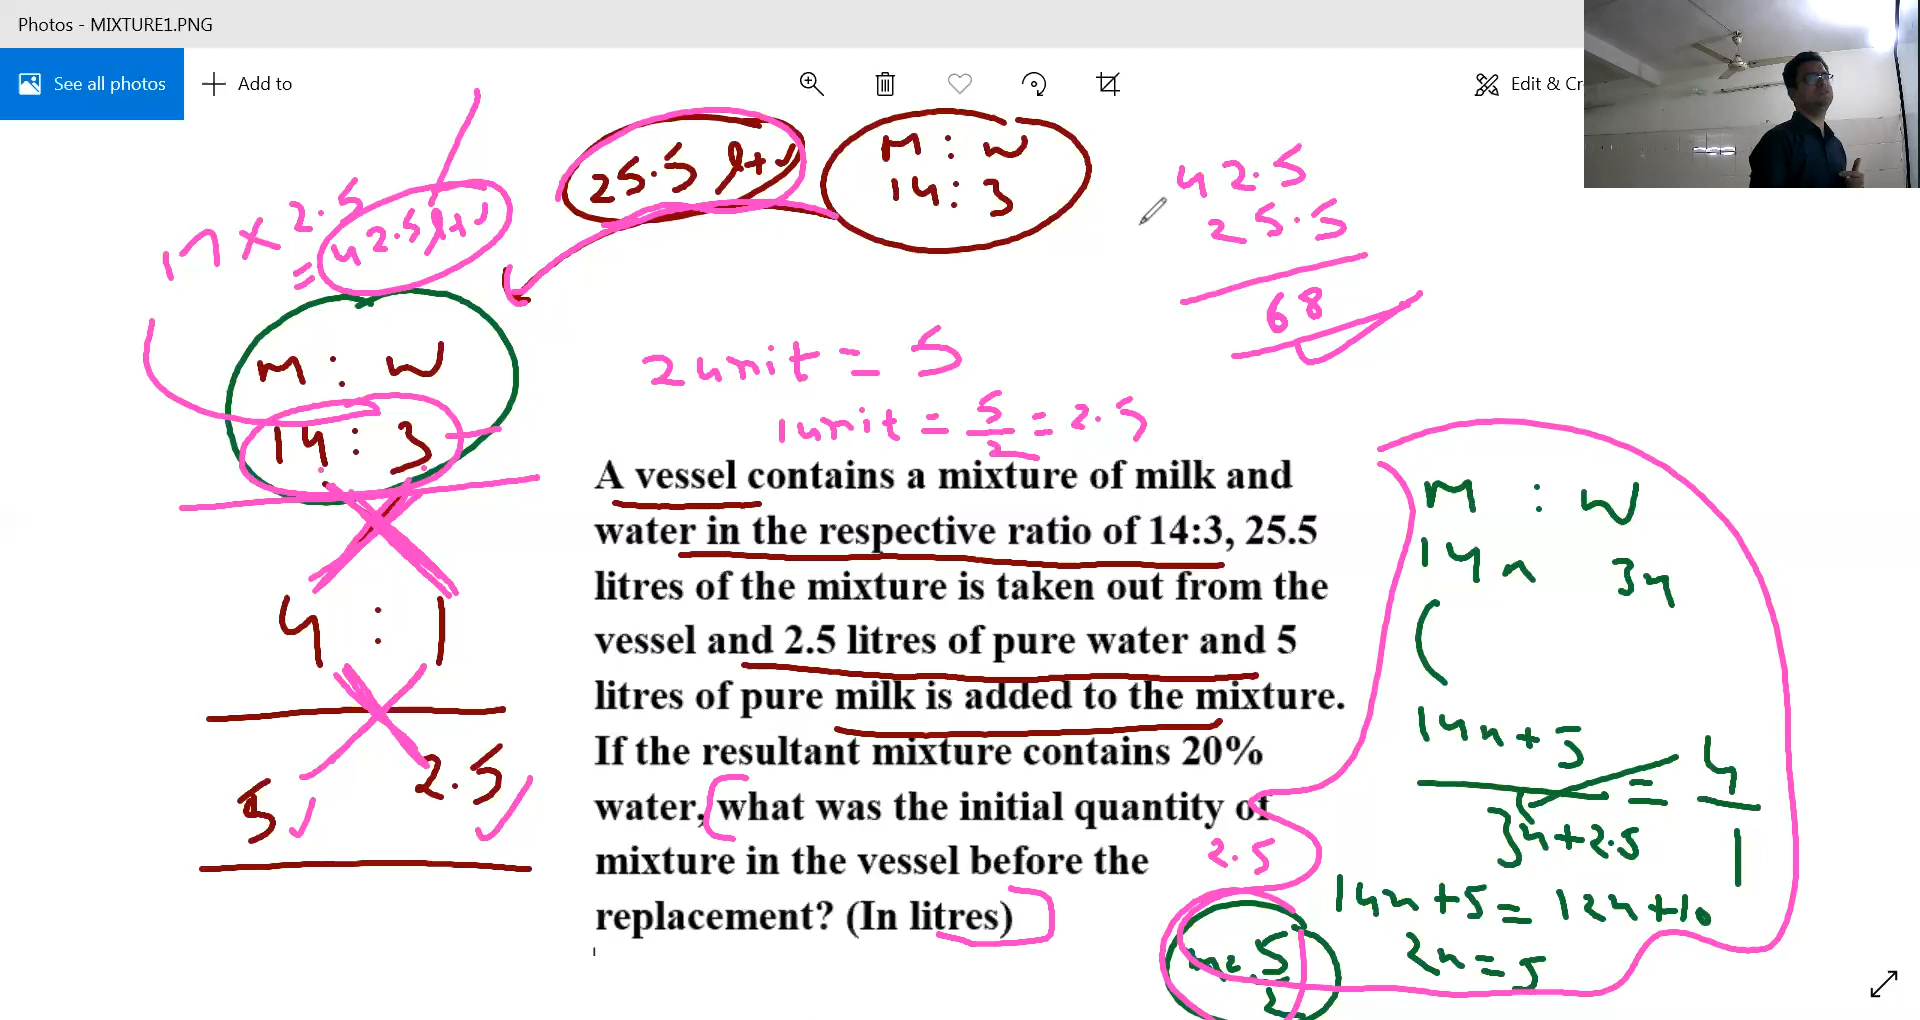 Photos - MIXTURE1.PNG
See all photos
Add to
Edit & Cr
25.5 ltr
M : W
14 : 3
42.5
25.5
68
17 x 2.5
= 42.5 ltr
M : W
14 : 3
4 : 1
5 2.5
2 unit = 5
1 unit = 5/2 = 2.5
A vessel contains a mixture of milk and
water in the respective ratio of 14:3, 25.5
litres of the mixture is taken out from the
vessel and 2.5 litres of pure water and 5
litres of pure milk is added to the mixture.
If the resultant mixture contains 20%
water, what was the initial quantity of
mixture in the vessel before the
replacement? (In litres)
M : W
14x 3x
(
14x + 5 / 3x + 2.5 = 4 / 1
14x + 5 = 12x + 10
2x = 5
2.5
x = 5/2